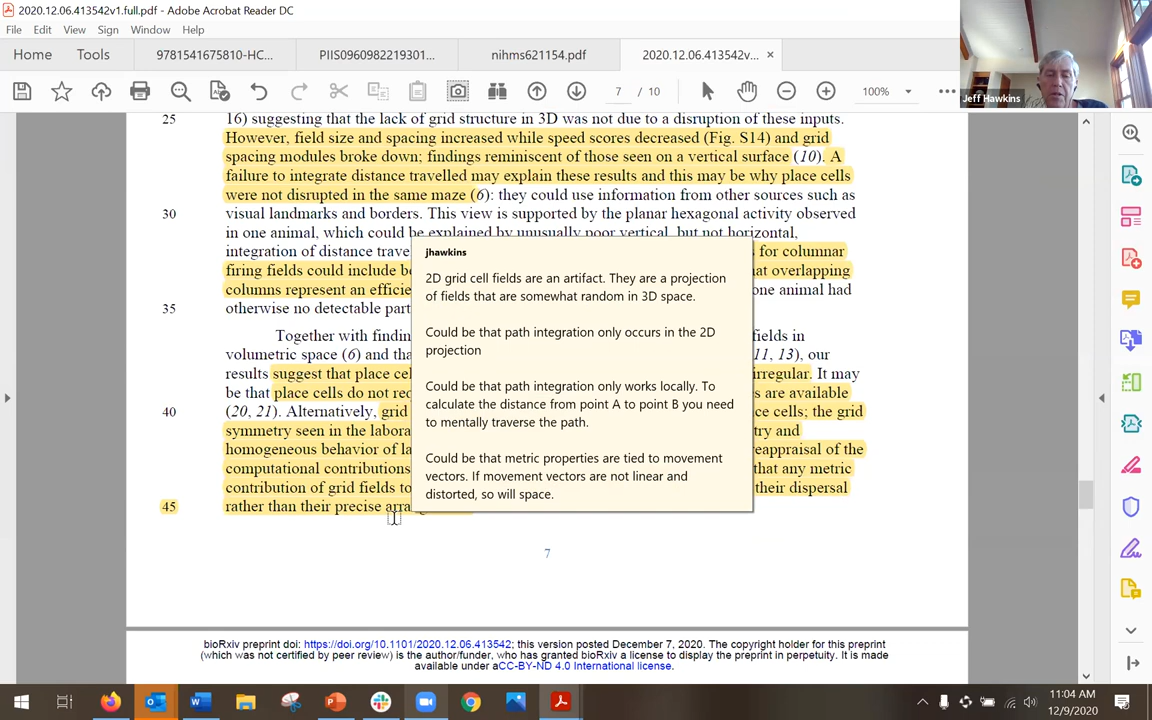 2020.12.06.413542v1.full.pdf - Adobe Acrobat Reader DC
File Edit View Sign Window Help
Home Tools 9781541675810-HC... PIIS0960982219301... nihms621154.pdf 2020.12.06.413542v... ×
7 / 10 100%
Jeff Hawkins
25 16) suggesting that the lack of grid structure in 3D was not due to a disruption of these inputs.
However, field size and spacing increased while speed scores decreased (Fig. S14) and grid
spacing modules broke down; findings reminiscent of those seen on a vertical surface (10). A
failure to integrate distance travelled may explain these results and this may be why place cells
were not disrupted in the same maze (6): they could use information from other sources such as
30 visual landmarks and borders. This view is supported by the planar hexagonal activity observed
in one animal, which could be explained by unusually poor vertical, but not horizontal,
integration of distance trave for columnar
firing fields could include be at overlapping
columns represent an efficie one animal had
35 otherwise no detectable part
Together with findin fields in
volumetric space (6) and tha 11, 13), our
results suggest that place cel irregular. It may
be that place cells do not rec s are available
40 (20, 21). Alternatively, grid ce cells; the grid
symmetry seen in the labora try and
homogeneous behavior of la eappraisal of the
computational contributions that any metric
contribution of grid fields to their dispersal
45 rather than their precise arra
jhawkins
2D grid cell fields are an artifact. They are a projection
of fields that are somewhat random in 3D space.
Could be that path integration only occurs in the 2D
projection
Could be that path integration only works locally. To
calculate the distance from point A to point B you need
to mentally traverse the path.
Could be that metric properties are tied to movement
vectors. If movement vectors are not linear and
distorted, so will space.
7
bioRxiv preprint doi: https://doi.org/10.1101/2020.12.06.413542; this version posted December 7, 2020. The copyright holder for this preprint
(which was not certified by peer review) is the author/funder, who has granted bioRxiv a license to display the preprint in perpetuity. It is made
available under aCC-BY-ND 4.0 International license.
11:04 AM
12/9/2020